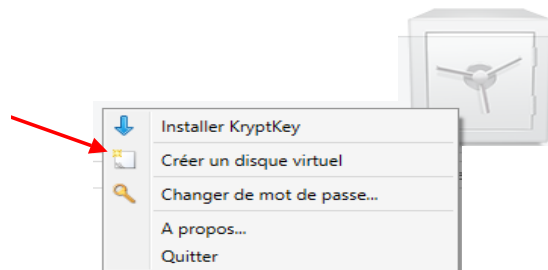 Installer KryptKey
Créer un disque virtuel
Changer de mot de passe...
A propos...
Quitter